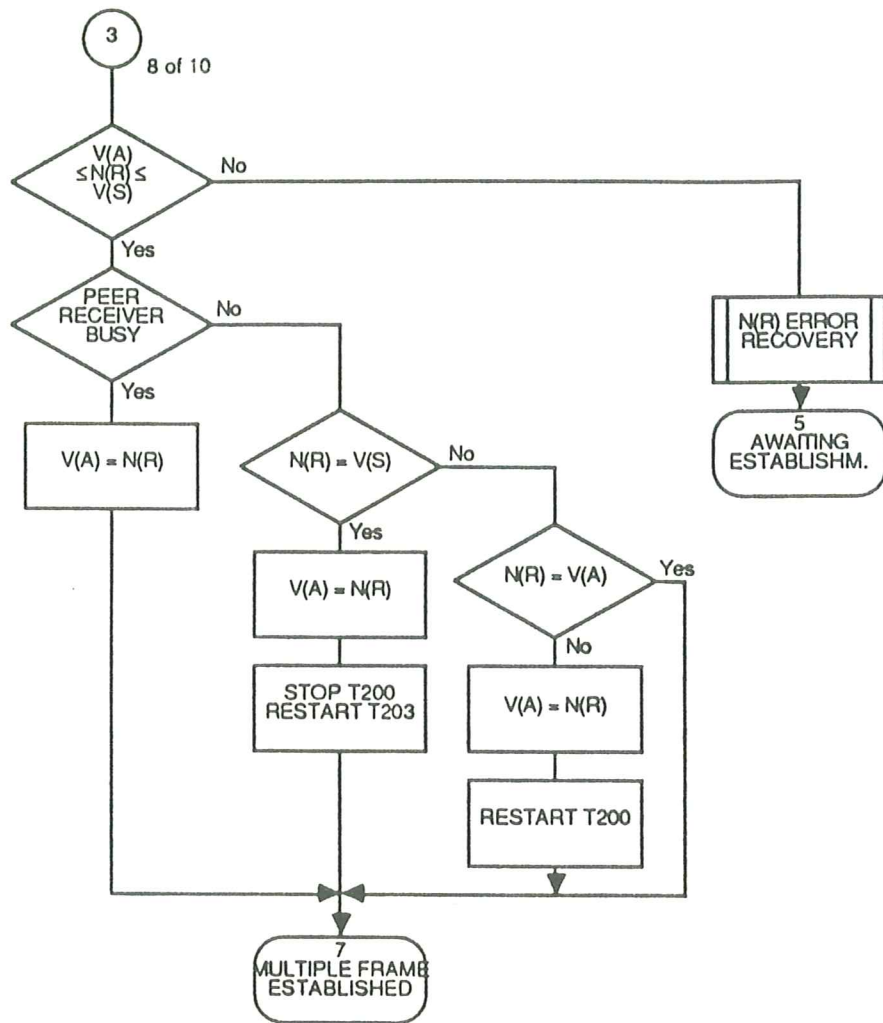 3
8 of 10
V(A)
≤N(R)≤
V(S)
No
Yes
PEER
RECEIVER
BUSY
No
Yes
N(R) ERROR
RECOVERY
5
AWAITING
ESTABLISHM.
V(A) = N(R)
N(R) = V(S)
No
Yes
V(A) = N(R)
N(R) = V(A)
Yes
No
STOP T200
RESTART T203
V(A) = N(R)
RESTART T200
7
MULTIPLE FRAME
ESTABLISHED